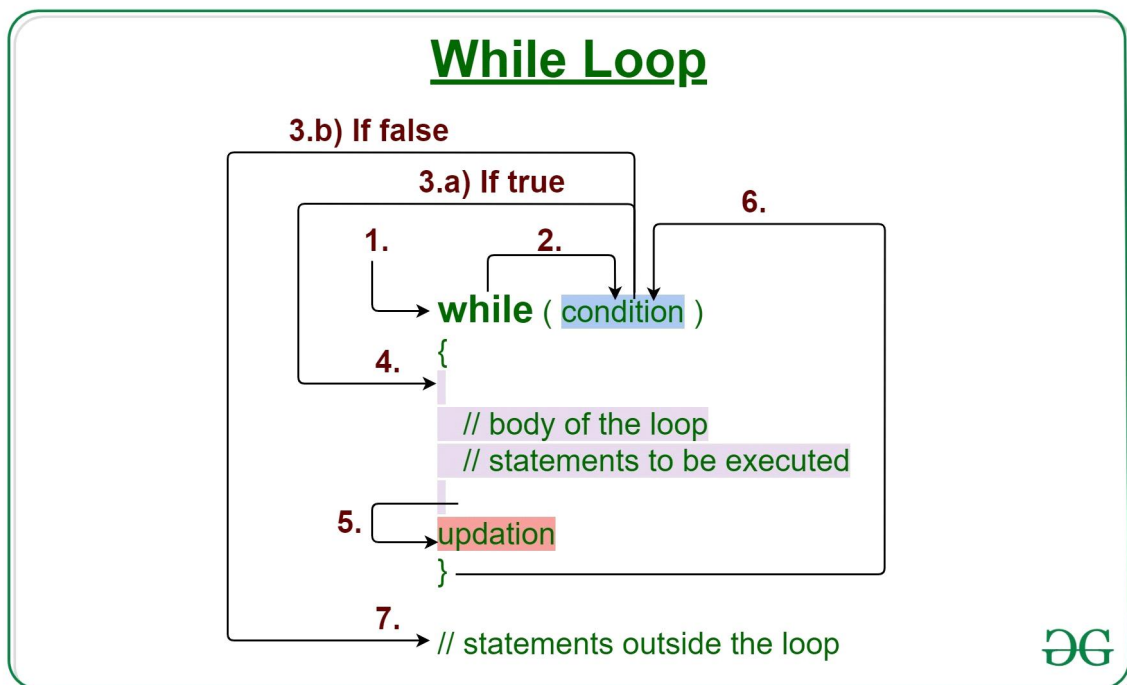 While Loop
3.b) If false
3.a) If true
6.
1.
2.
while ( condition )
{
4.
// body of the loop
// statements to be executed
5.
updation
}
7.
// statements outside the loop